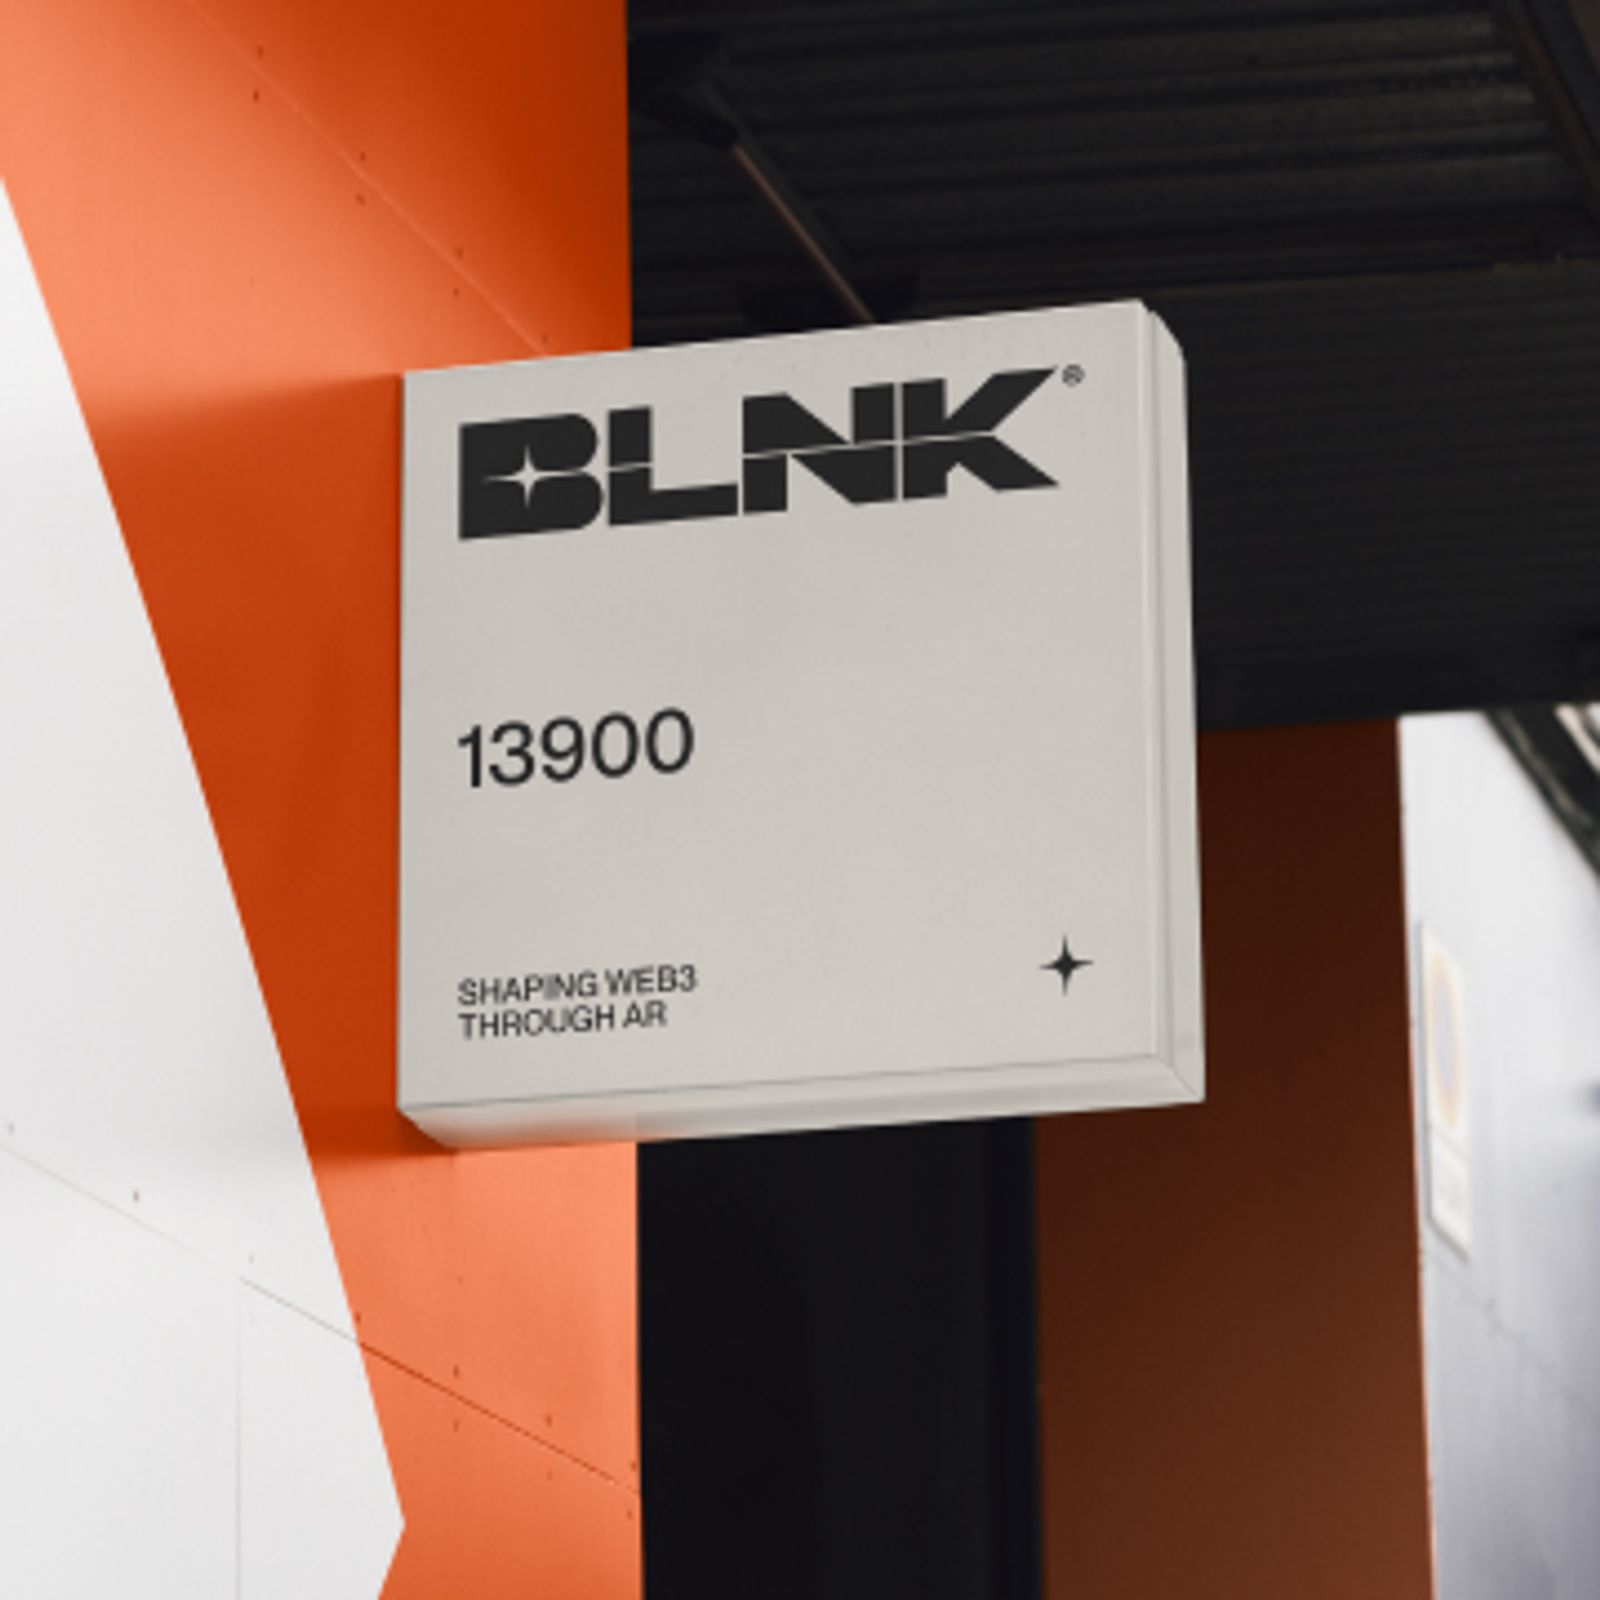 BLNK®
13900
SHAPING WEB3
THROUGH AR